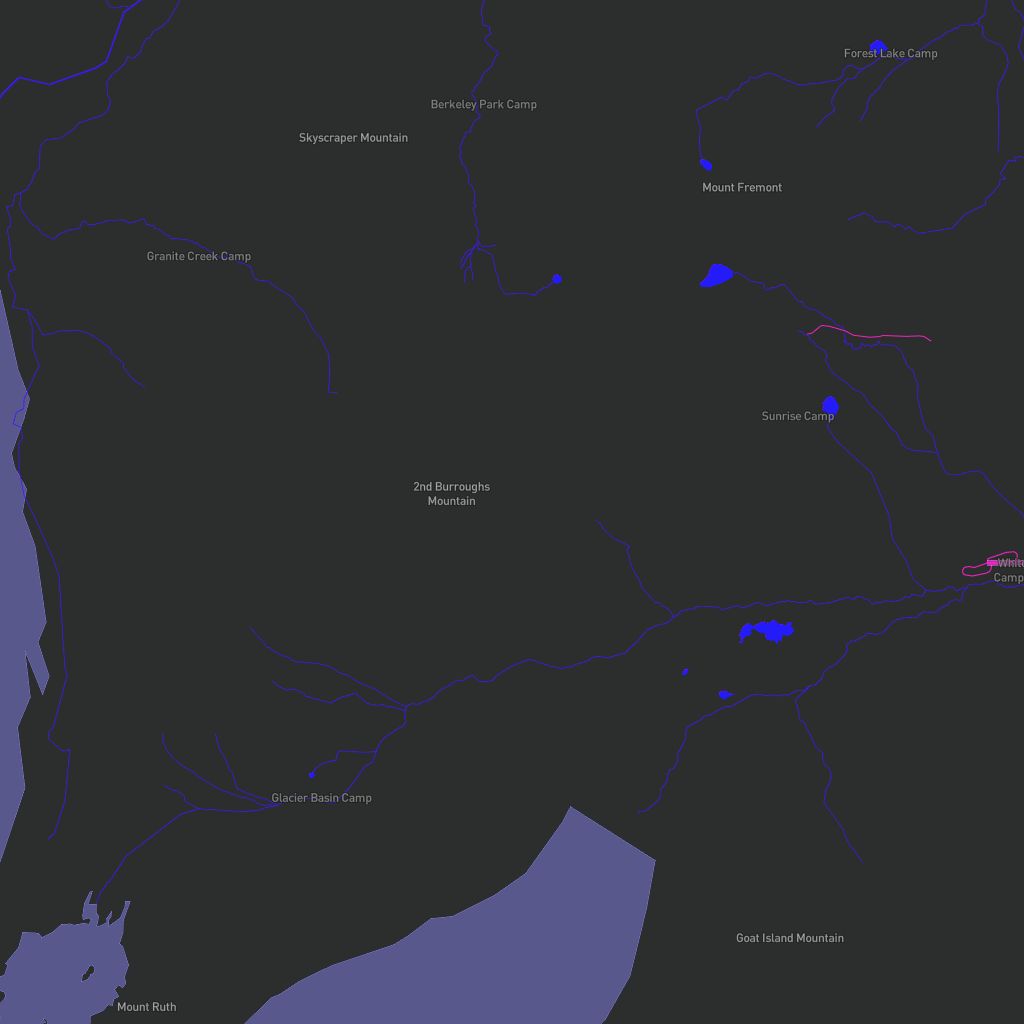 Forest Lake Camp
Berkeley Park Camp
Skyscraper Mountain
Mount Fremont
Granite Creek Camp
Sunrise Camp
2nd Burroughs
Mountain
White
Camp
Glacier Basin Camp
Goat Island Mountain
Mount Ruth